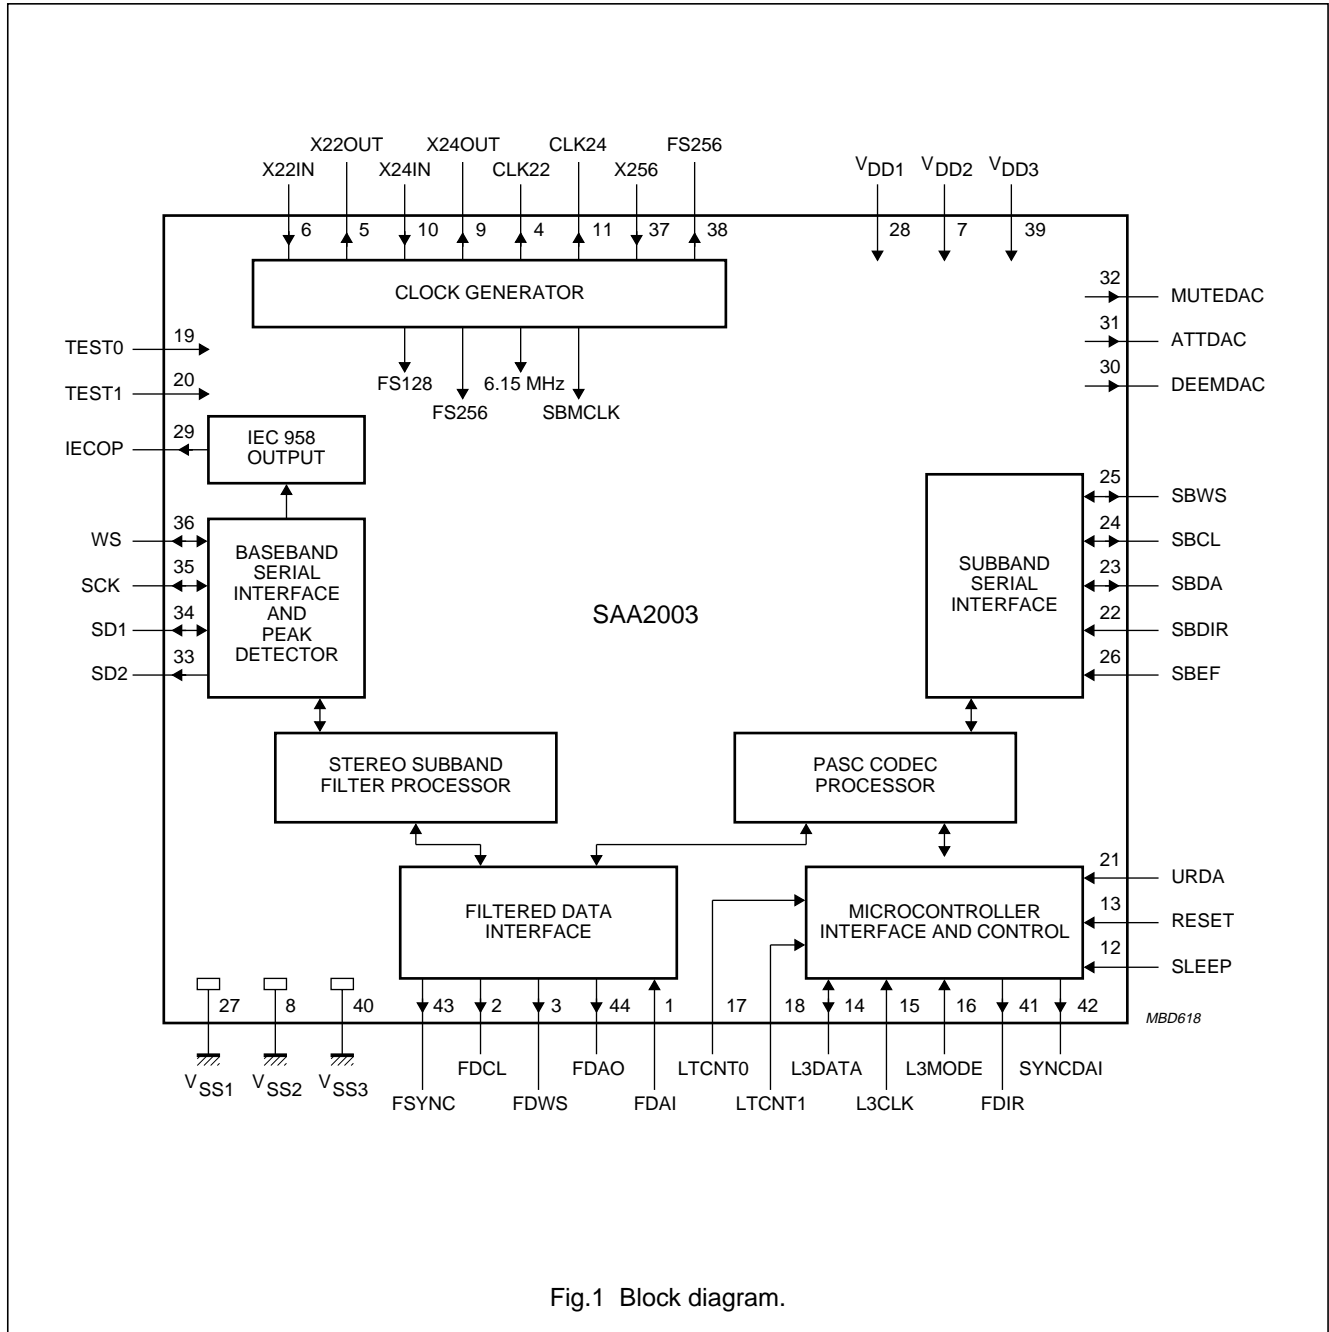 X22OUT X24OUT CLK24 FS256
X22IN X24IN CLK22 X256
VDD1 VDD2 VDD3
6 5 10 9 4 11 37 38 28 7 39
CLOCK GENERATOR
32 MUTEDAC
31 ATTDAC
30 DEEMDAC
TEST0 19
TEST1 20
FS128 6.15 MHz
FS256 SBMCLK
IECOP 29
IEC 958
OUTPUT
WS 36
SCK 35
SD1 34
SD2 33
BASEBAND
SERIAL
INTERFACE
AND
PEAK
DETECTOR
SAA2003
SUBBAND
SERIAL
INTERFACE
25 SBWS
24 SBCL
23 SBDA
22 SBDIR
26 SBEF
STEREO SUBBAND
FILTER PROCESSOR
PASC CODEC
PROCESSOR
FILTERED DATA
INTERFACE
MICROCONTROLLER
INTERFACE AND CONTROL
21 URDA
13 RESET
12 SLEEP
27 8 40 43 2 3 44 1 17 18 14 15 16 41 42
MBD618
VSS1 VSS2 VSS3
FDCL FDAO LTCNT0 L3DATA L3MODE SYNCDAI
FSYNC FDWS FDAI LTCNT1 L3CLK FDIR
Fig.1 Block diagram.